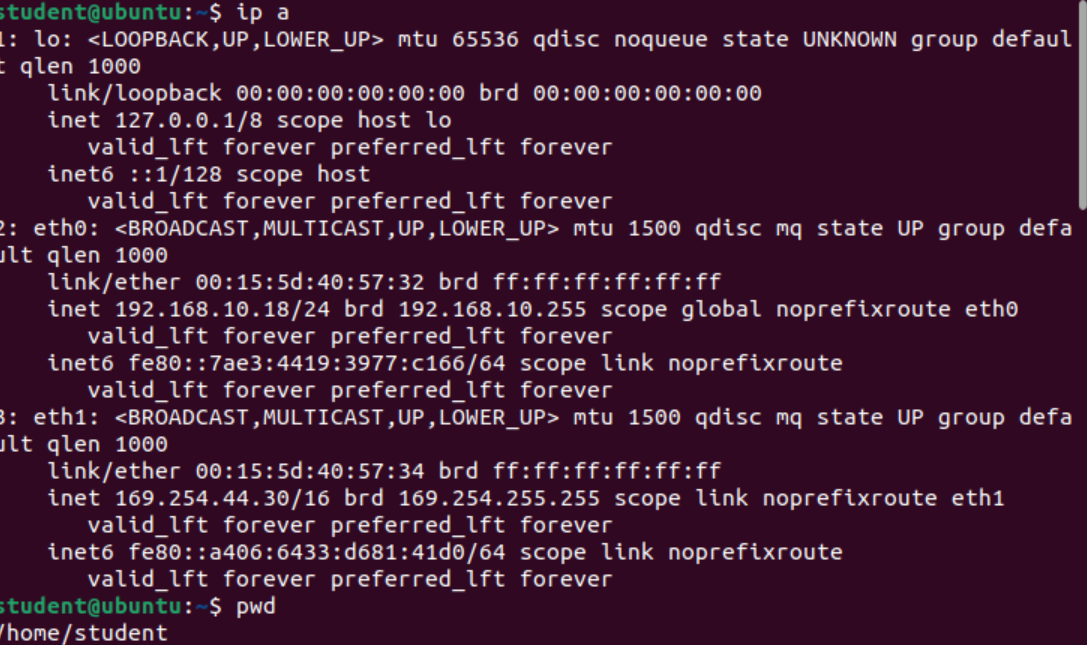 student@ubuntu:~$ ip a
1: lo: <LOOPBACK,UP,LOWER_UP> mtu 65536 qdisc noqueue state UNKNOWN group defaul
t qlen 1000
    link/loopback 00:00:00:00:00:00 brd 00:00:00:00:00:00
    inet 127.0.0.1/8 scope host lo
       valid_lft forever preferred_lft forever
    inet6 ::1/128 scope host
       valid_lft forever preferred_lft forever
2: eth0: <BROADCAST,MULTICAST,UP,LOWER_UP> mtu 1500 qdisc mq state UP group defa
ult qlen 1000
    link/ether 00:15:5d:40:57:32 brd ff:ff:ff:ff:ff:ff
    inet 192.168.10.18/24 brd 192.168.10.255 scope global noprefixroute eth0
       valid_lft forever preferred_lft forever
    inet6 fe80::7ae3:4419:3977:c166/64 scope link noprefixroute
       valid_lft forever preferred_lft forever
3: eth1: <BROADCAST,MULTICAST,UP,LOWER_UP> mtu 1500 qdisc mq state UP group defa
ult qlen 1000
    link/ether 00:15:5d:40:57:34 brd ff:ff:ff:ff:ff:ff
    inet 169.254.44.30/16 brd 169.254.255.255 scope link noprefixroute eth1
       valid_lft forever preferred_lft forever
    inet6 fe80::a406:6433:d681:41d0/64 scope link noprefixroute
       valid_lft forever preferred_lft forever
student@ubuntu:~$ pwd
/home/student